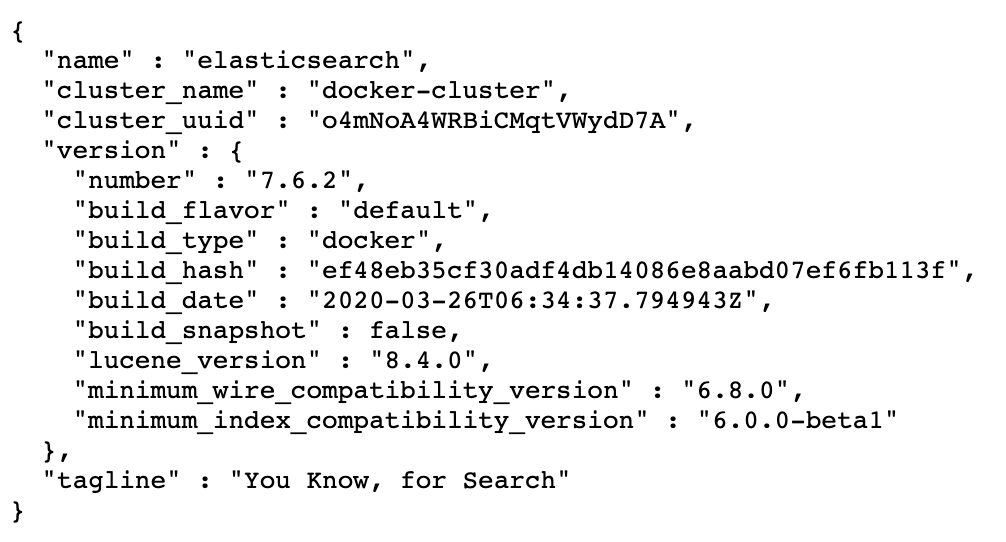 {
  "name" : "elasticsearch",
  "cluster_name" : "docker-cluster",
  "cluster_uuid" : "o4mNoA4WRBiCMqtVWydD7A",
  "version" : {
    "number" : "7.6.2",
    "build_flavor" : "default",
    "build_type" : "docker",
    "build_hash" : "ef48eb35cf30adf4db14086e8aabd07ef6fb113f",
    "build_date" : "2020-03-26T06:34:37.794943Z",
    "build_snapshot" : false,
    "lucene_version" : "8.4.0",
    "minimum_wire_compatibility_version" : "6.8.0",
    "minimum_index_compatibility_version" : "6.0.0-beta1"
  },
  "tagline" : "You Know, for Search"
}